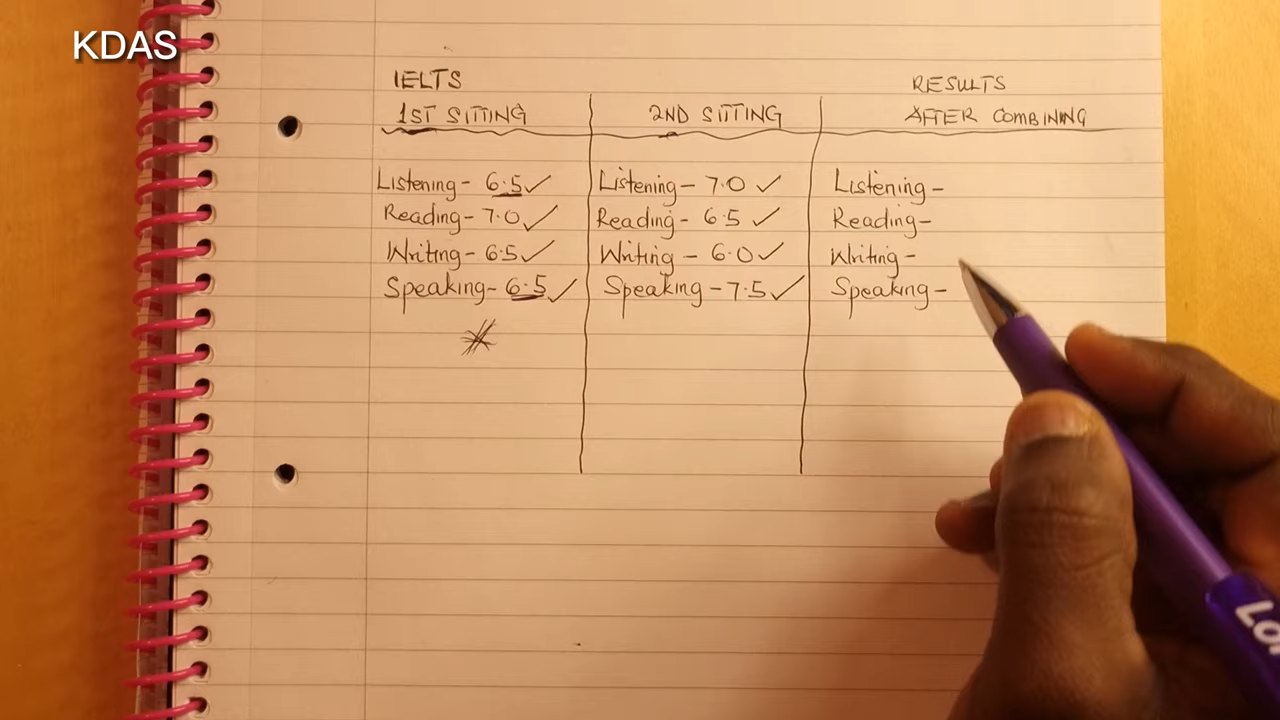 KDAS
IELTS
1ST SITTING
Listening- 6.5✓
Reading- 7.0✓
Writing- 6.5✓
Speaking- 6.5✓
2ND SITTING
Listening- 7.0 ✓
Reading- 6.5 ✓
Writing - 6.0✓
Speaking - 7.5✓
RESULTS
AFTER COMBINING
Listening-
Reading-
Writing-
Speaking-